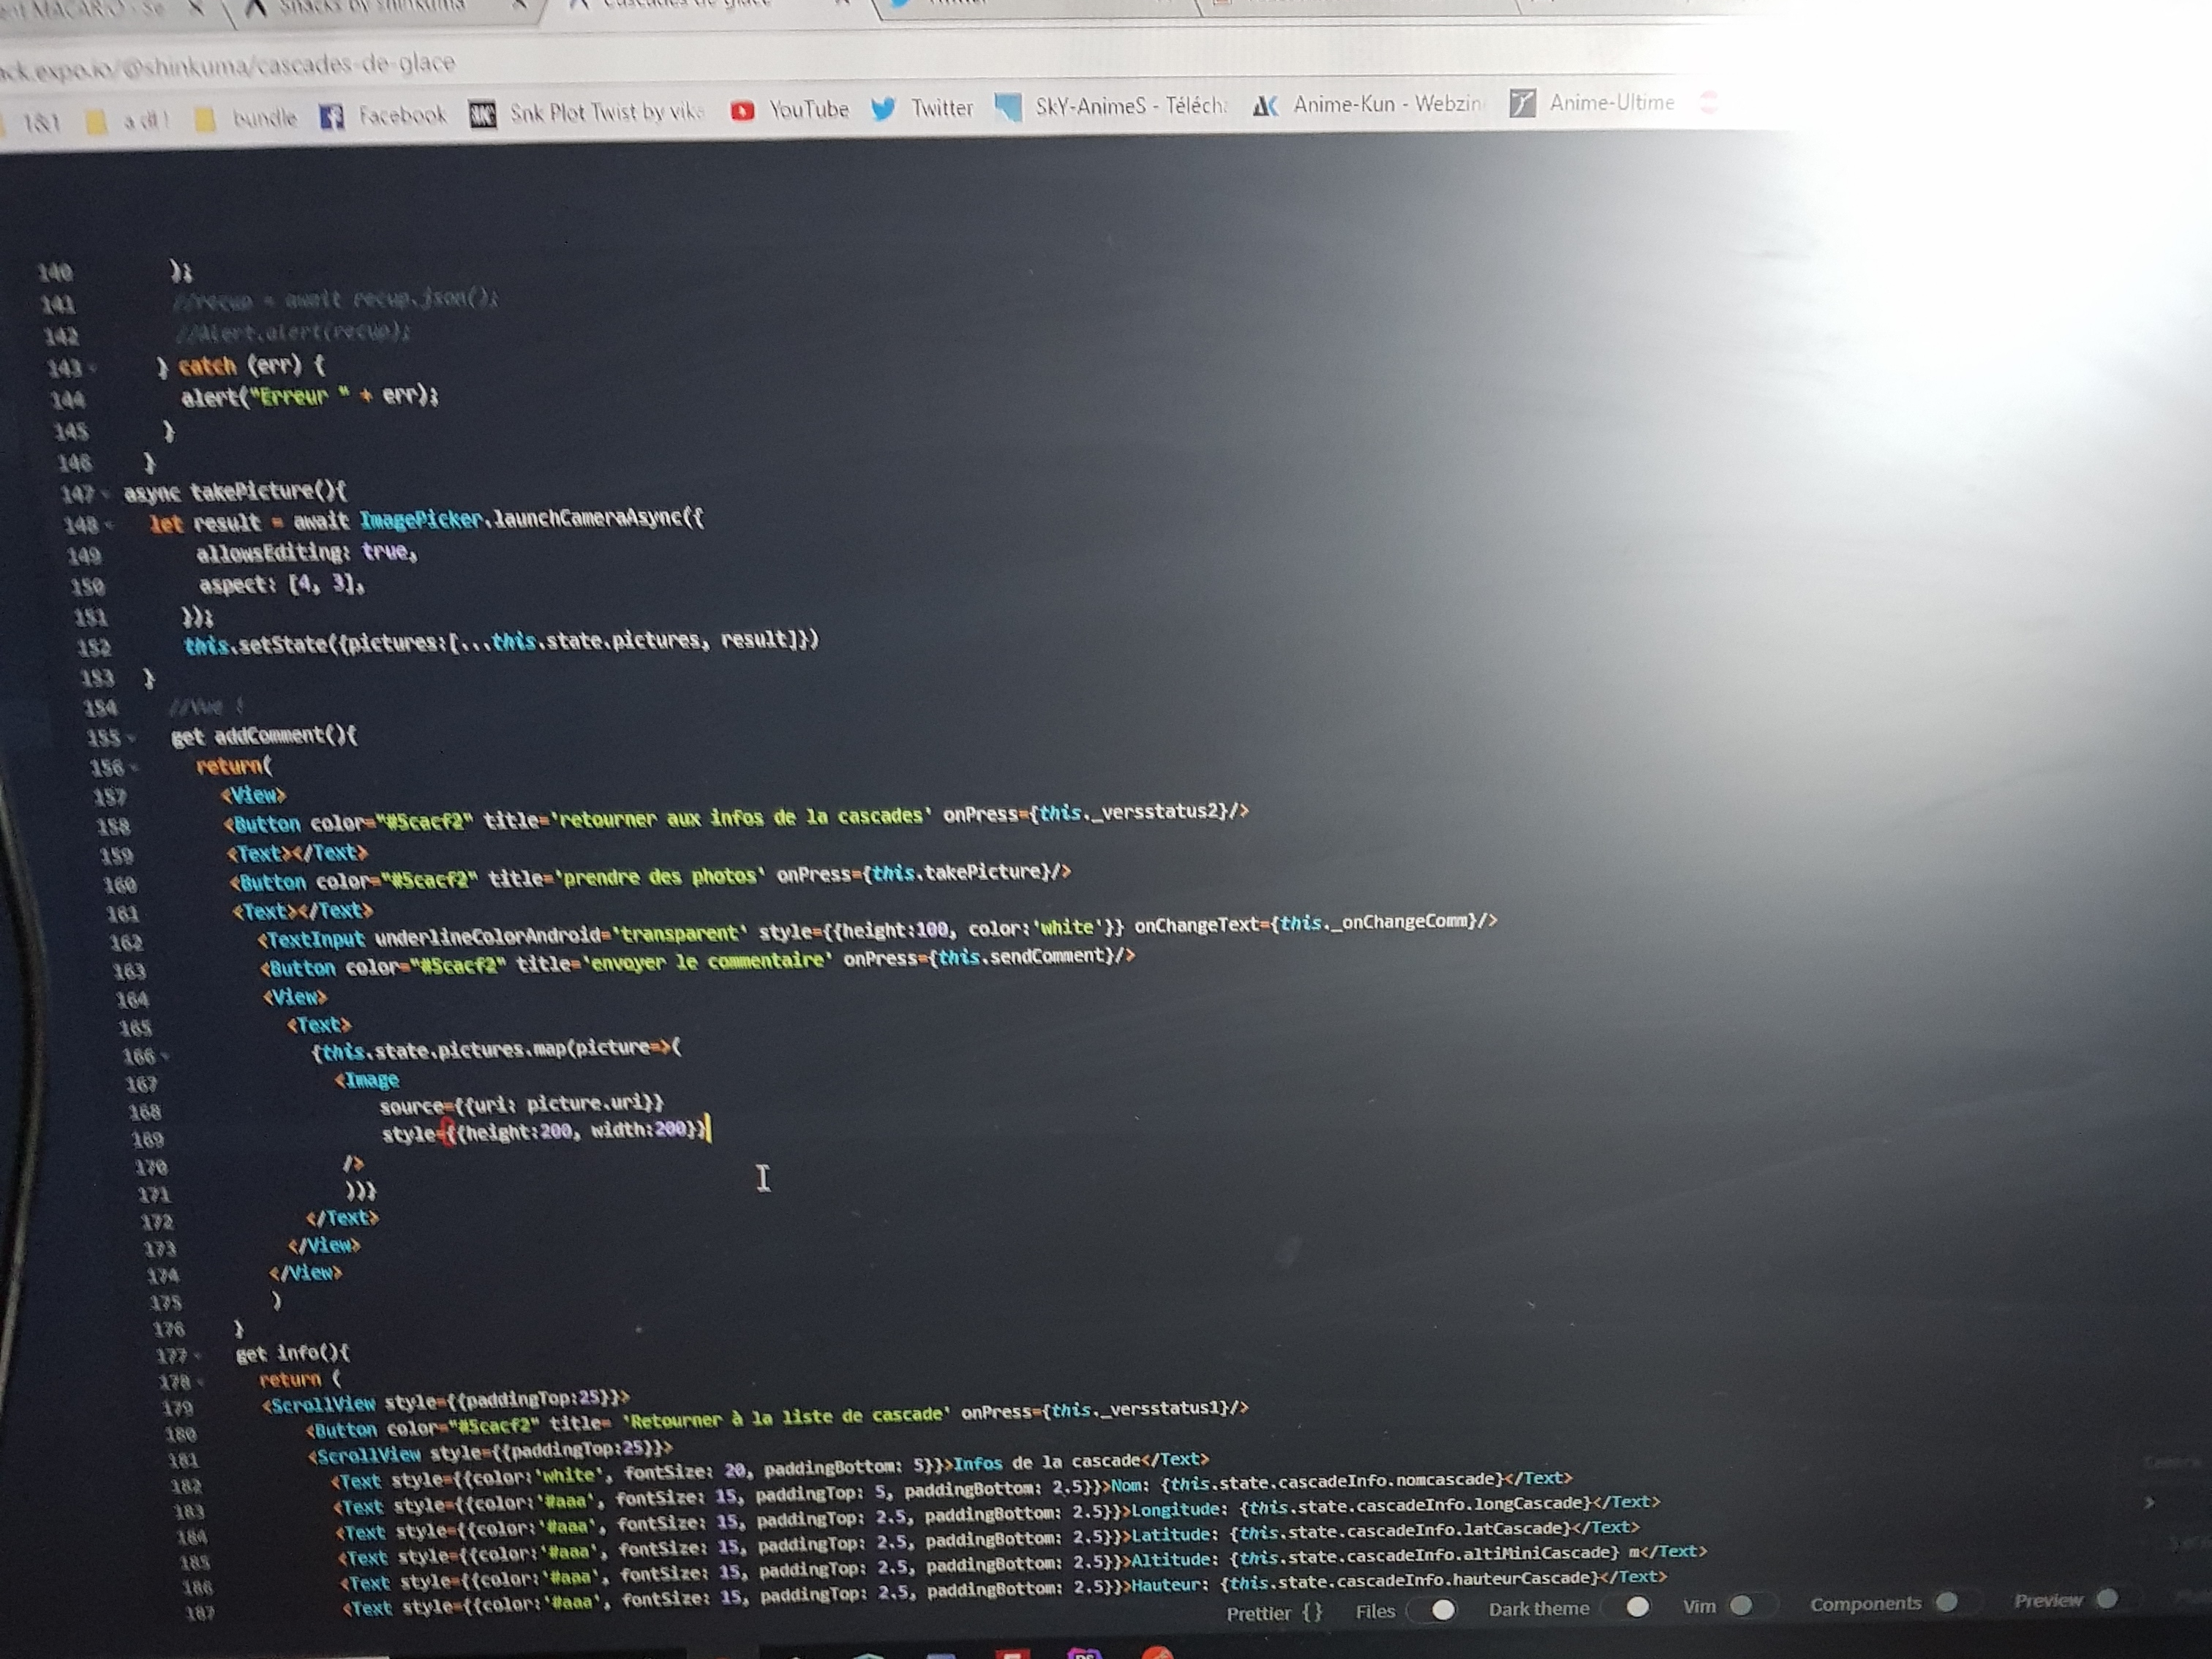 Snacks by shinkuma
ck.expo.io/@shinkuma/cascades-de-glace
1&1 a dl ! bundle Facebook Snk Plot Twist by vik YouTube Twitter SkY-AnimeS - Téléch Anime-Kun - Webzin Anime-Ultime
140 );
141 //recup = await recup.json();
142 //Alert.alert(recup);
143 } catch (err) {
144 alert("Erreur " + err);
145 }
146 }
147 async takePicture(){
148 let result = await ImagePicker.launchCameraAsync({
149 allowsEditing: true,
150 aspect: [4, 3],
151 });
152 this.setState({pictures:[...this.state.pictures, result]})
153 }
154 //Vue :
155 get addComment(){
156 return(
157 <View>
158 <Button color="#5cacf2" title='retourner aux infos de la cascades' onPress={this._versstatus2}/>
159 <Text></Text>
160 <Button color="#5cacf2" title='prendre des photos' onPress={this.takePicture}/>
161 <Text></Text>
162 <TextInput underlineColorAndroid='transparent' style={{height:100, color:'white'}} onChangeText={this._onChangeComm}/>
163 <Button color="#5cacf2" title='envoyer le commentaire' onPress={this.sendComment}/>
164 <View>
165 <Text>
166 {this.state.pictures.map(picture=>(
167 <Image
168 source={{uri: picture.uri}}
169 style={{height:200, width:200}}
170 />
171 ))}
172 </Text>
173 </View>
174 </View>
175 )
176 }
177 get info(){
178 return (
179 <ScrollView style={{paddingTop:25}}>
180 <Button color="#5cacf2" title= 'Retourner à la liste de cascade' onPress={this._versstatus1}/>
181 <ScrollView style={{paddingTop:25}}>
182 <Text style={{color:'white', fontSize: 20, paddingBottom: 5}}>Infos de la cascade</Text>
183 <Text style={{color:'#aaa', fontSize: 15, paddingTop: 5, paddingBottom: 2.5}}>Nom: {this.state.cascadeInfo.nomcascade}</Text>
184 <Text style={{color:'#aaa', fontSize: 15, paddingTop: 2.5, paddingBottom: 2.5}}>Longitude: {this.state.cascadeInfo.longCascade}</Text>
185 <Text style={{color:'#aaa', fontSize: 15, paddingTop: 2.5, paddingBottom: 2.5}}>Latitude: {this.state.cascadeInfo.latCascade}</Text>
186 <Text style={{color:'#aaa', fontSize: 15, paddingTop: 2.5, paddingBottom: 2.5}}>Altitude: {this.state.cascadeInfo.altiMiniCascade} m</Text>
187 <Text style={{color:'#aaa', fontSize: 15, paddingTop: 2.5, paddingBottom: 2.5}}>Hauteur: {this.state.cascadeInfo.hauteurCascade}</Text>
Prettier {} Files Dark theme Vim Components Preview